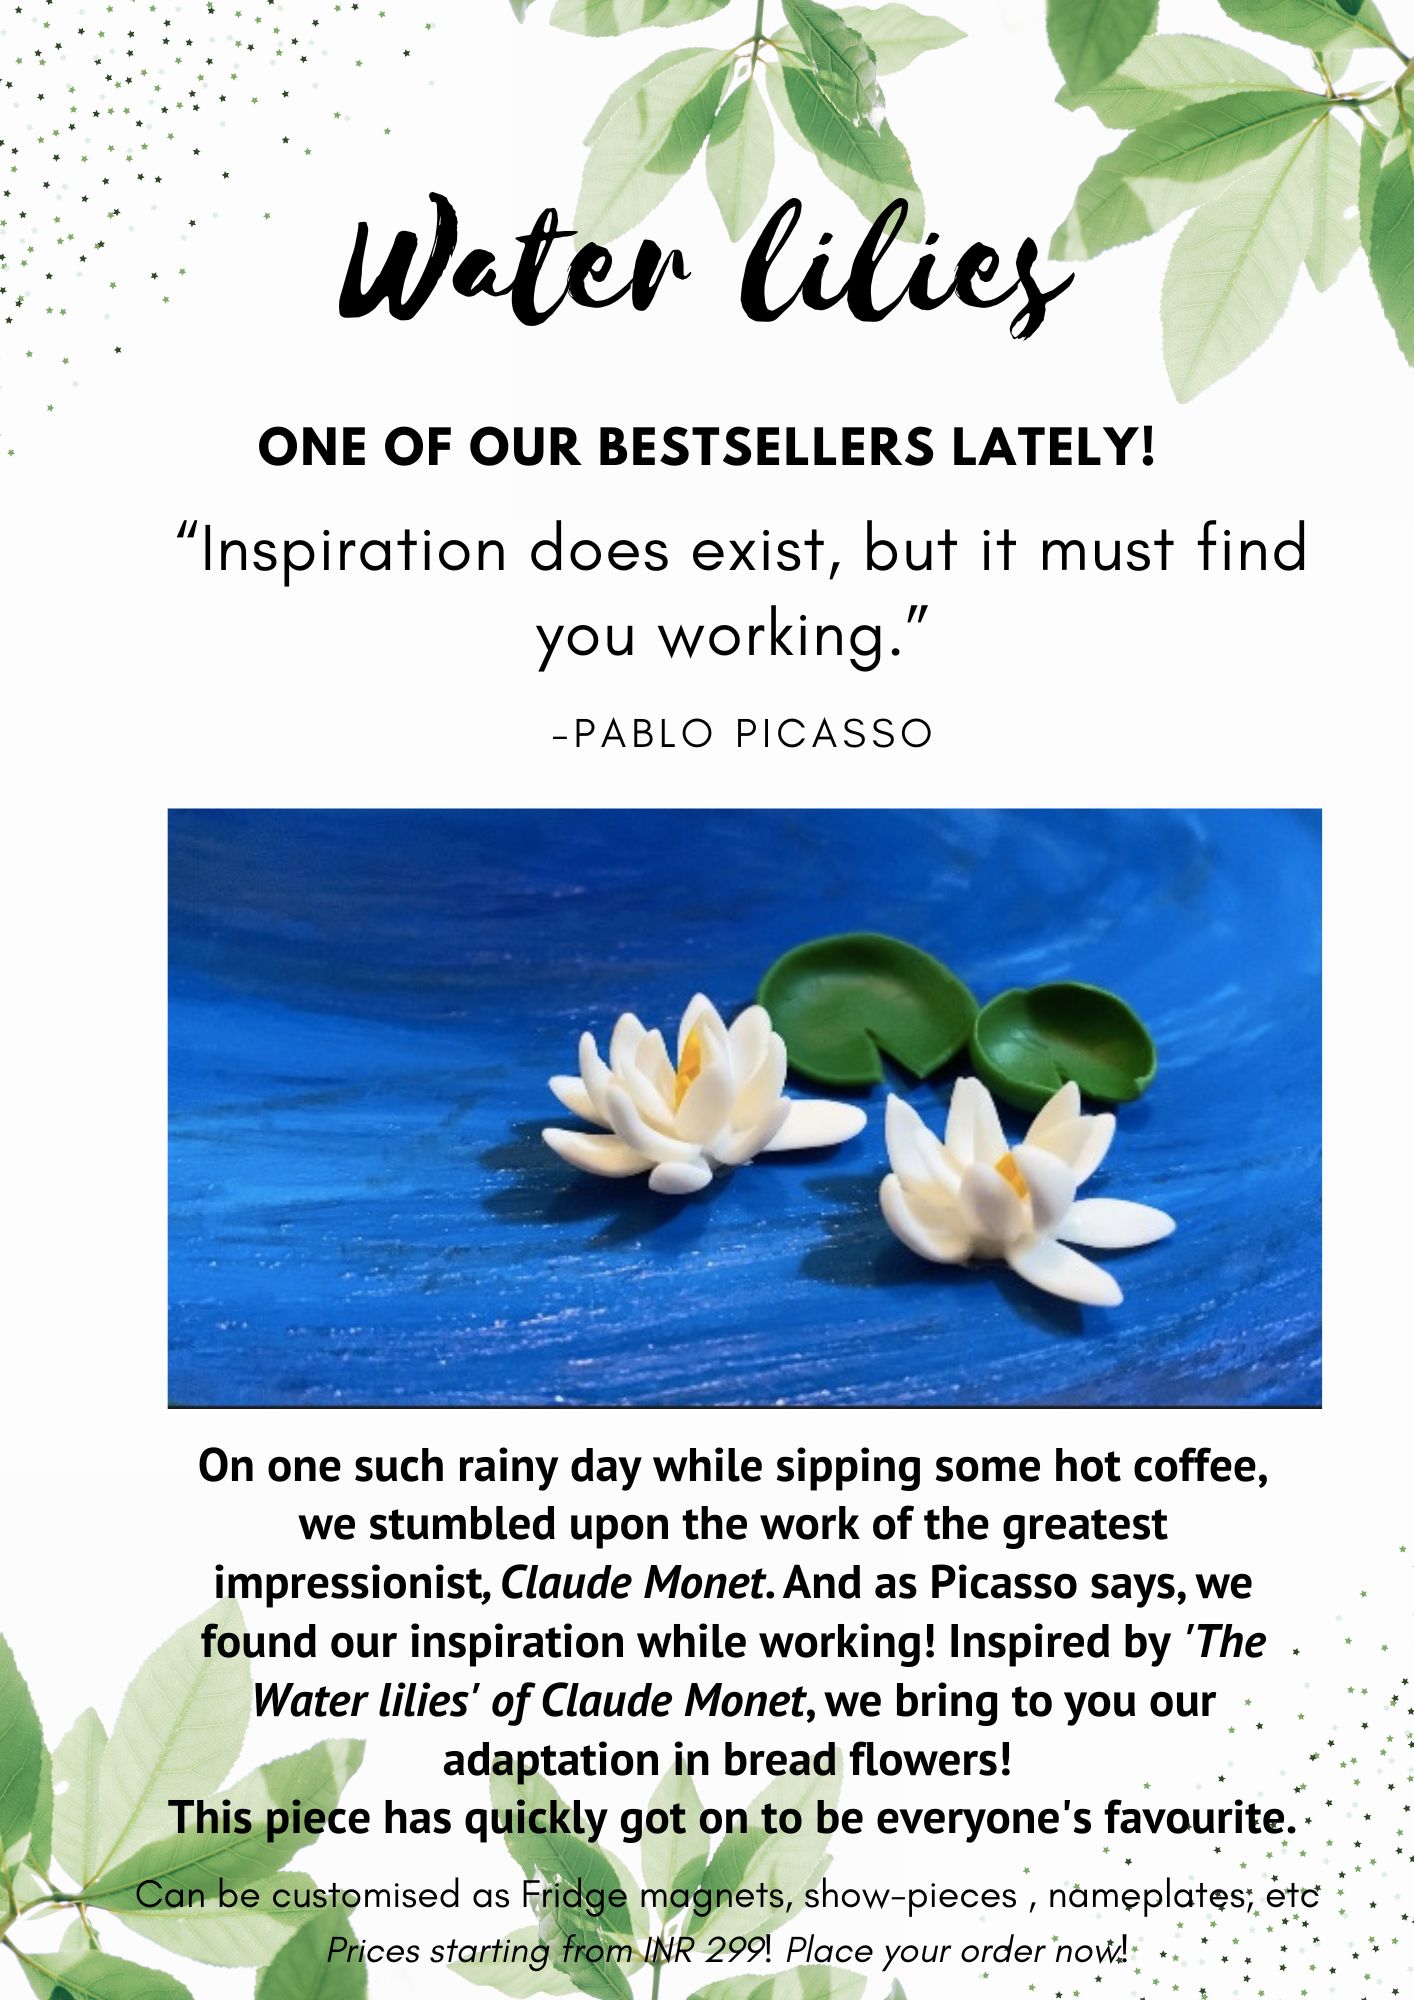 Water lilies
ONE OF OUR BESTSELLERS LATELY!
“Inspiration does exist, but it must find
you working.”
-PABLO PICASSO
On one such rainy day while sipping some hot coffee,
we stumbled upon the work of the greatest
impressionist, Claude Monet. And as Picasso says, we
found our inspiration while working! Inspired by 'The
Water lilies' of Claude Monet, we bring to you our
adaptation in bread flowers!
This piece has quickly got on to be everyone's favourite.
Can be customised as Fridge magnets, show-pieces , nameplates, etc
Prices starting from INR 299! Place your order now!